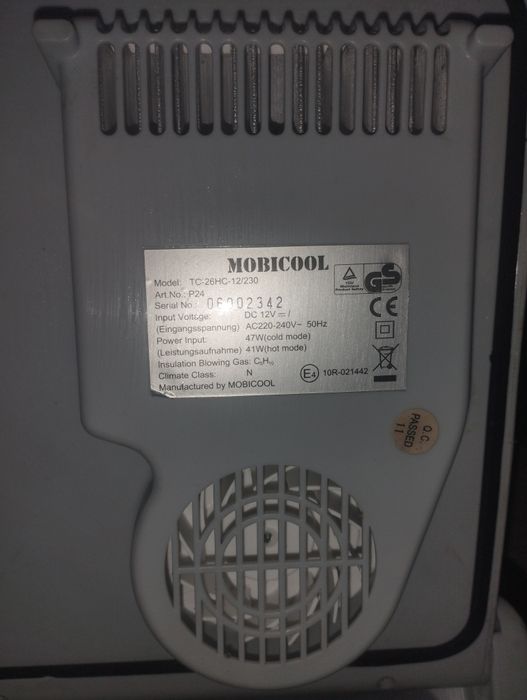 MOBICOOL
Model: TC-26HC-12/230
Art.No.: P24
Serial No.: 06002342
Input Voltage: DC 12V ⎓ /
(Eingangsspannung) AC220-240V~ 50Hz
Power Input: 47W(cold mode)
(Leistungsaufnahme) 41W(hot mode)
Insulation Blowing Gas: C₅H₁₀
Climate Class: N
Manufactured by MOBICOOL
GS
CE
E4 10R-021442
Q.C.
PASSED
11